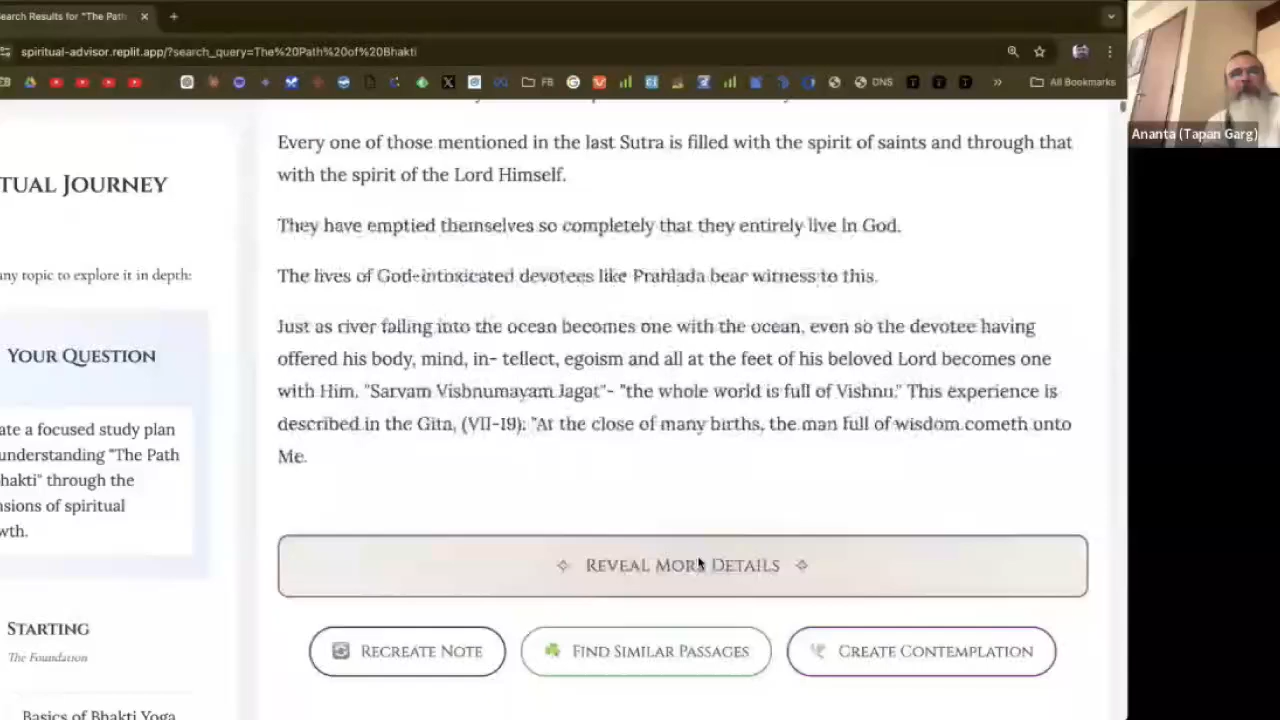 earch Results for "The Path
spiritual-advisor.replit.app/?search_query=The%20Path%20of%20Bhakti
FB
DNS
All Bookmarks
Ananta (Tapan Garg)
TUAL JOURNEY
any topic to explore it in depth:
YOUR QUESTION
ate a focused study plan
understanding "The Path
hakti" through the
nsions of spiritual
wth.
STARTING
The Foundation
Basics of Bhakti Yoga
Every one of those mentioned in the last Sutra is filled with the spirit of saints and through that
with the spirit of the Lord Himself.
They have emptied themselves so completely that they entirely live in God.
The lives of God-intoxicated devotees like Prahlada bear witness to this.
Just as river falling into the ocean becomes one with the ocean, even so the devotee having
offered his body, mind, in- tellect, egoism and all at the feet of his beloved Lord becomes one
with Him. "Sarvam Vishnumayam Jagat"- "the whole world is full of Vishnu." This experience is
described in the Gita, (VII-19): "At the close of many births, the man full of wisdom cometh onto
Me.
REVEAL MORE DETAILS
RECREATE NOTE
FIND SIMILAR PASSAGES
CREATE CONTEMPLATION